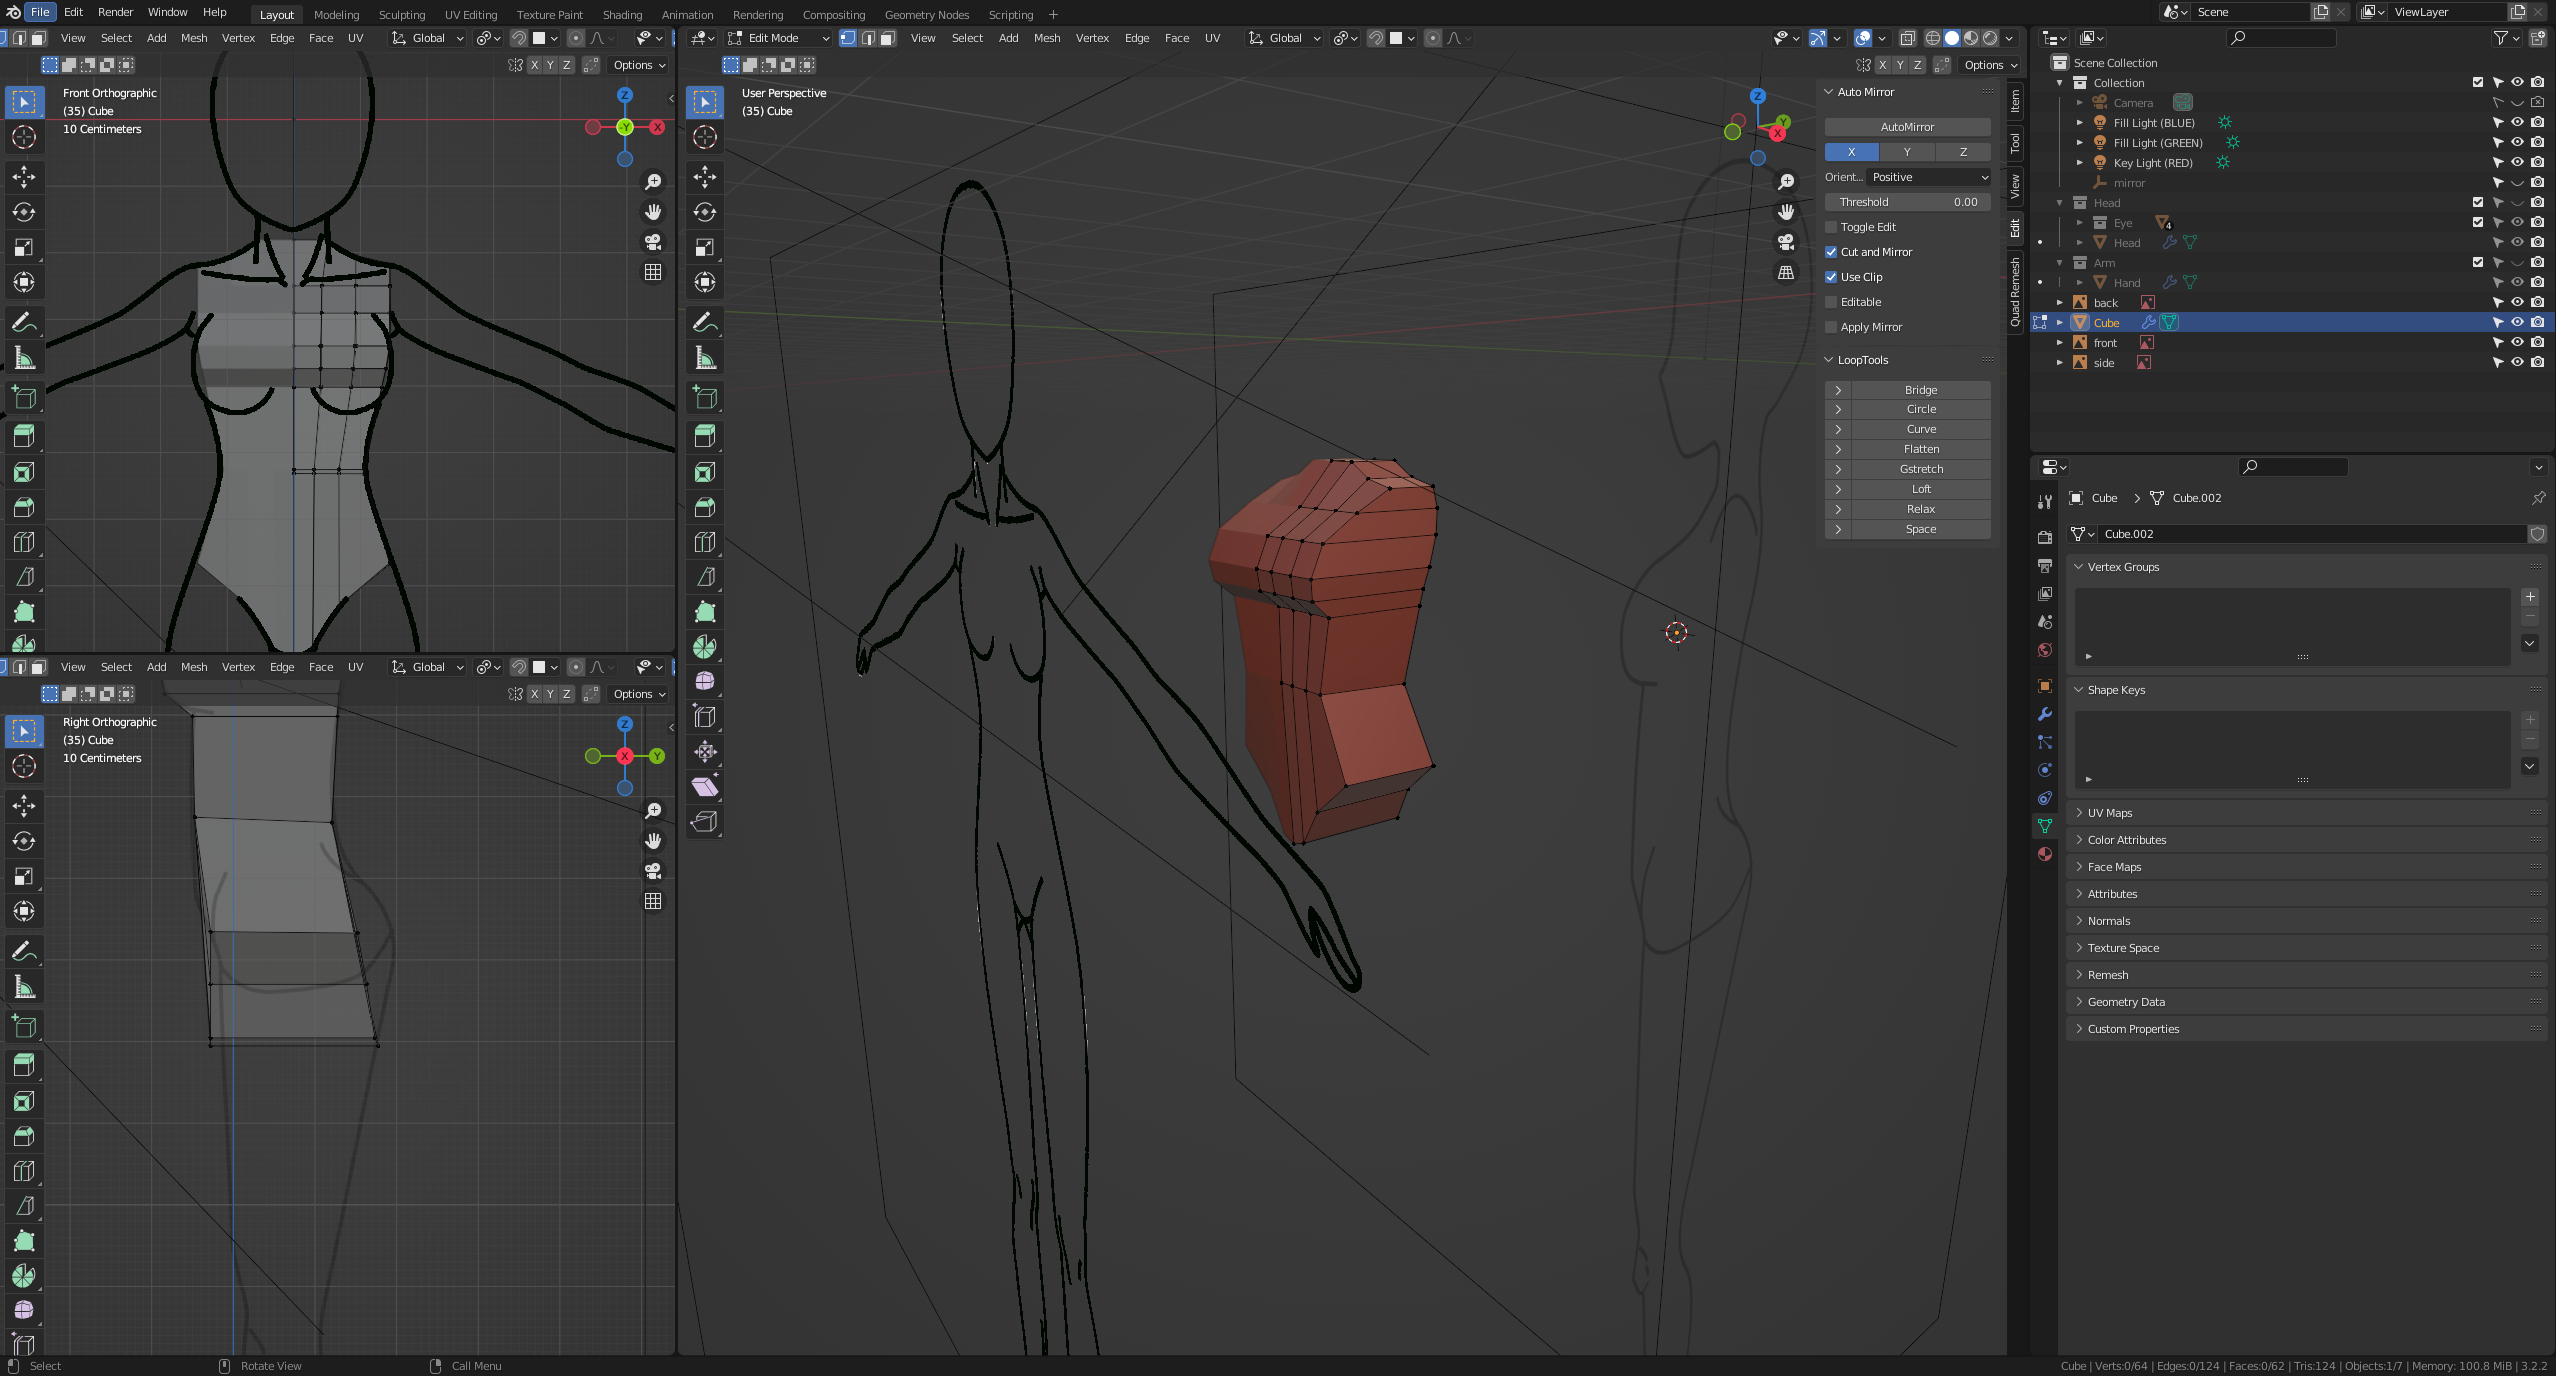 File Edit Render Window Help Layout Modeling Sculpting UV Editing Texture Paint Shading Animation Rendering Compositing Geometry Nodes Scripting + Scene ViewLayer
View Select Add Mesh Vertex Edge Face UV Global
Edit Mode View Select Add Mesh Vertex Edge Face UV Global
X Y Z Options
X Y Z Options
Front Orthographic
(35) Cube
10 Centimeters
Z
-Y X
User Perspective
(35) Cube
Z
Y
X
Auto Mirror
AutoMirror
X Y Z
Orient... Positive
Threshold 0.00
Toggle Edit
Cut and Mirror
Use Clip
Editable
Apply Mirror
LoopTools
Bridge
Circle
Curve
Flatten
Gstretch
Loft
Relax
Space
Item
Tool
View
Edit
Quad Remesh
Scene Collection
Collection
Camera
Fill Light (BLUE)
Fill Light (GREEN)
Key Light (RED)
mirror
Head
Eye 4
Head
Arm
Hand
back
Cube
front
side
Cube > Cube.002
Cube.002
Vertex Groups
Shape Keys
UV Maps
Color Attributes
Face Maps
Attributes
Normals
Texture Space
Remesh
Geometry Data
Custom Properties
View Select Add Mesh Vertex Edge Face UV Global
X Y Z Options
Right Orthographic
(35) Cube
10 Centimeters
Z
X Y
Select Rotate View Call Menu
Cube | Verts:0/64 | Edges:0/124 | Faces:0/62 | Tris:124 | Objects:1/7 | Memory: 100.8 MiB | 3.2.2